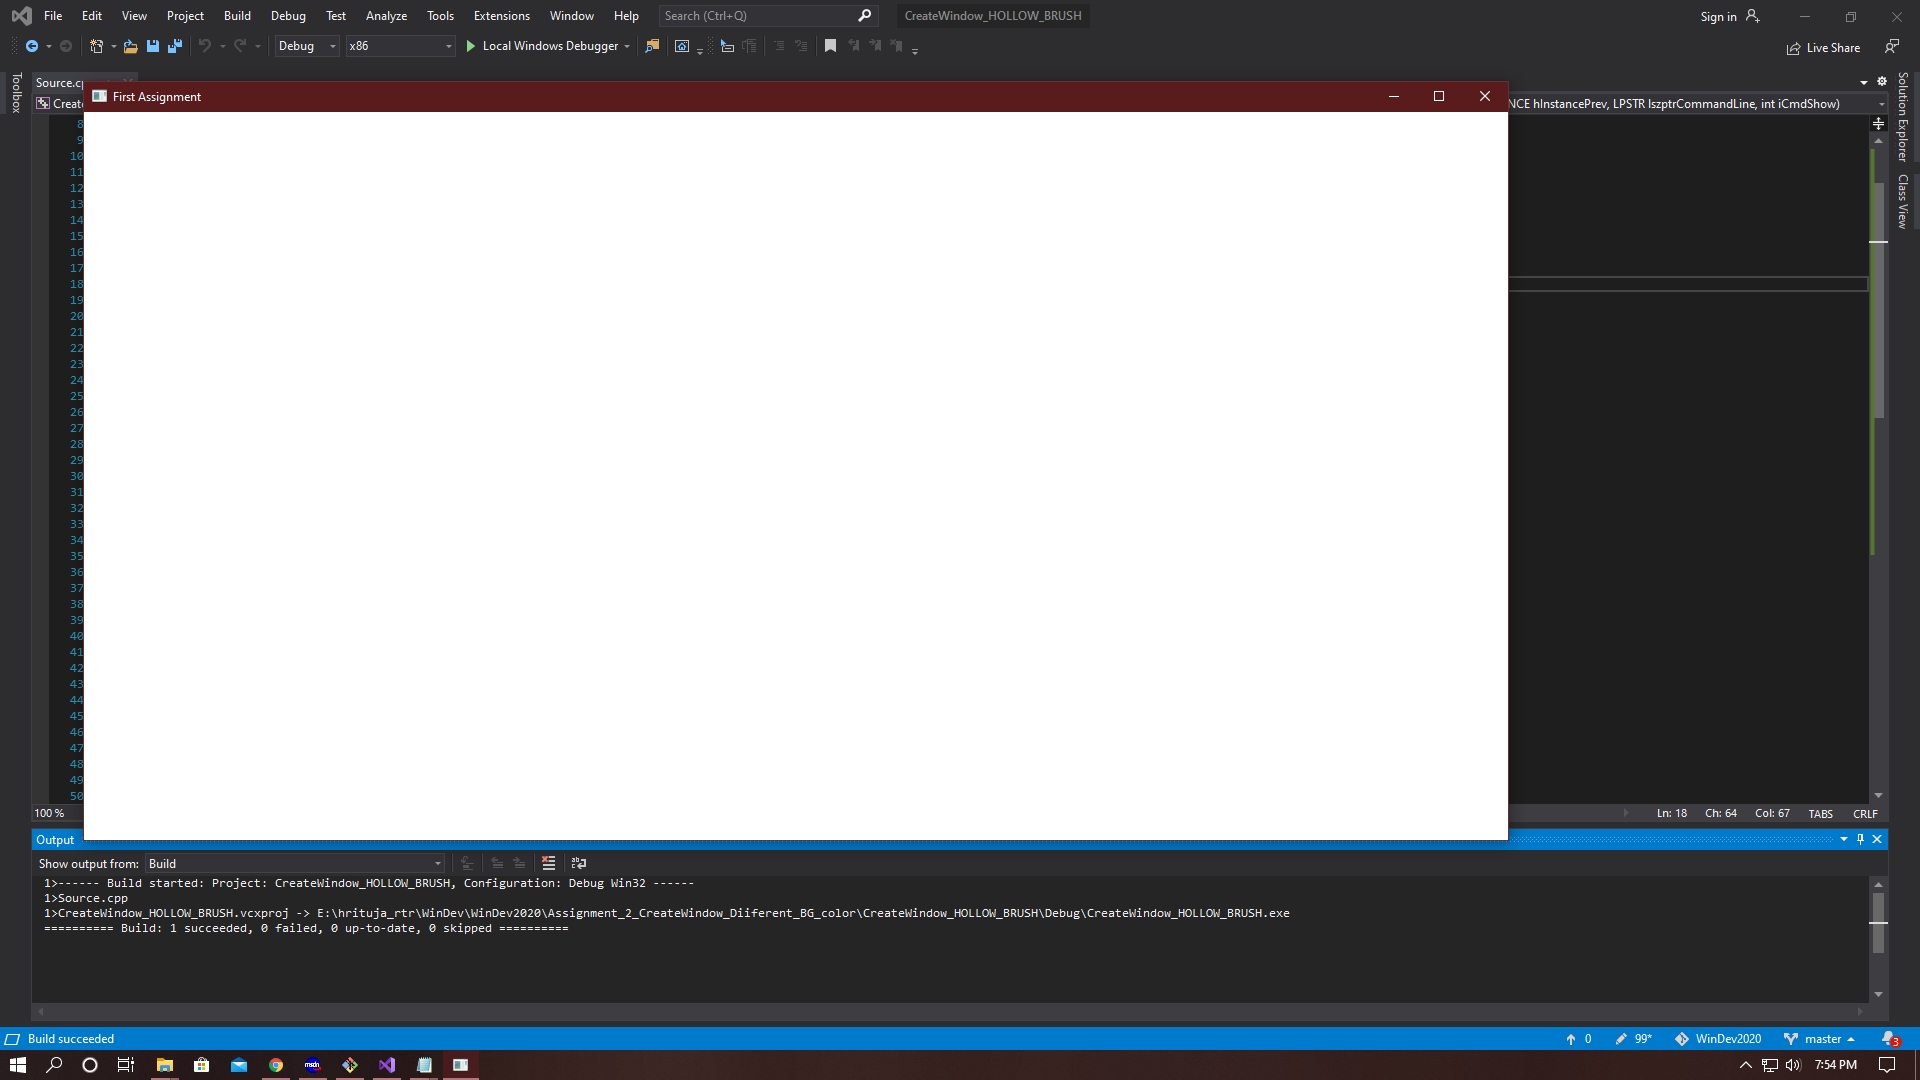 File Edit View Project Build Debug Test Analyze Tools Extensions Window Help Search (Ctrl+Q) CreateWindow_HOLLOW_BRUSH Sign in
Debug x86 Local Windows Debugger Live Share
Toolbox
Source.c
First Assignment
Create
NCE hInstancePrev, LPSTR lszptrCommandLine, int iCmdShow)
Solution Explorer
Class View
8
9
10
11
12
13
14
15
16
17
18
19
20
21
22
23
24
25
26
27
28
29
30
31
32
33
34
35
36
37
38
39
40
41
42
43
44
45
46
47
48
49
50
100 % Ln: 18 Ch: 64 Col: 67 TABS CRLF
Output
Show output from: Build
1>------ Build started: Project: CreateWindow_HOLLOW_BRUSH, Configuration: Debug Win32 ------
1>Source.cpp
1>CreateWindow_HOLLOW_BRUSH.vcxproj -> E:\hrituja_rtr\WinDev\WinDev2020\Assignment_2_CreateWindow_Diiferent_BG_color\CreateWindow_HOLLOW_BRUSH\Debug\CreateWindow_HOLLOW_BRUSH.exe
========== Build: 1 succeeded, 0 failed, 0 up-to-date, 0 skipped ==========
Build succeeded 0 99* WinDev2020 master 3
msdn 7:54 PM